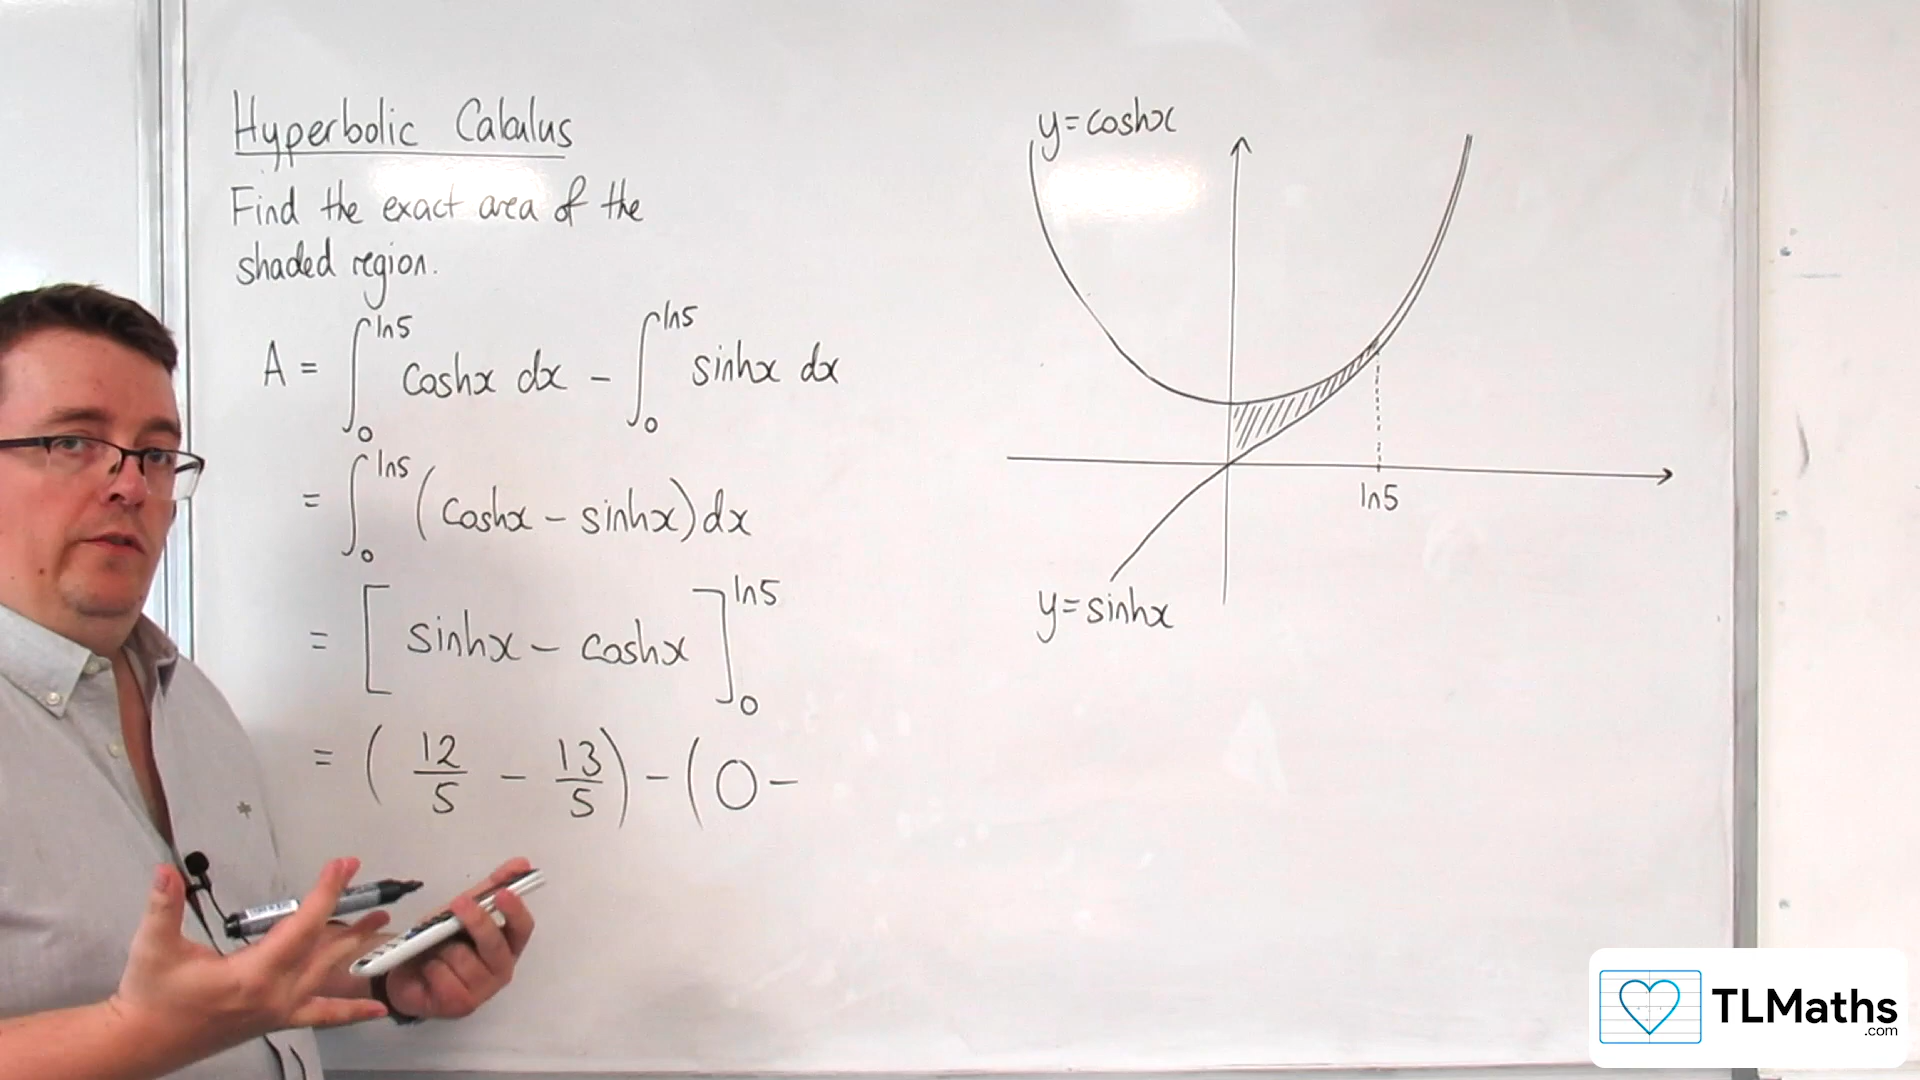 Hyperbolic Calculus
Find the exact area of the
shaded region.
A = ∫₀^ln5 coshx dx − ∫₀^ln5 sinhx dx
= ∫₀^ln5 (coshx − sinhx) dx
= [ sinhx − coshx ]₀^ln5
= ( 12/5 − 13/5 ) − ( 0 −
y=coshx
ln5
y=sinhx
TLMaths
.com